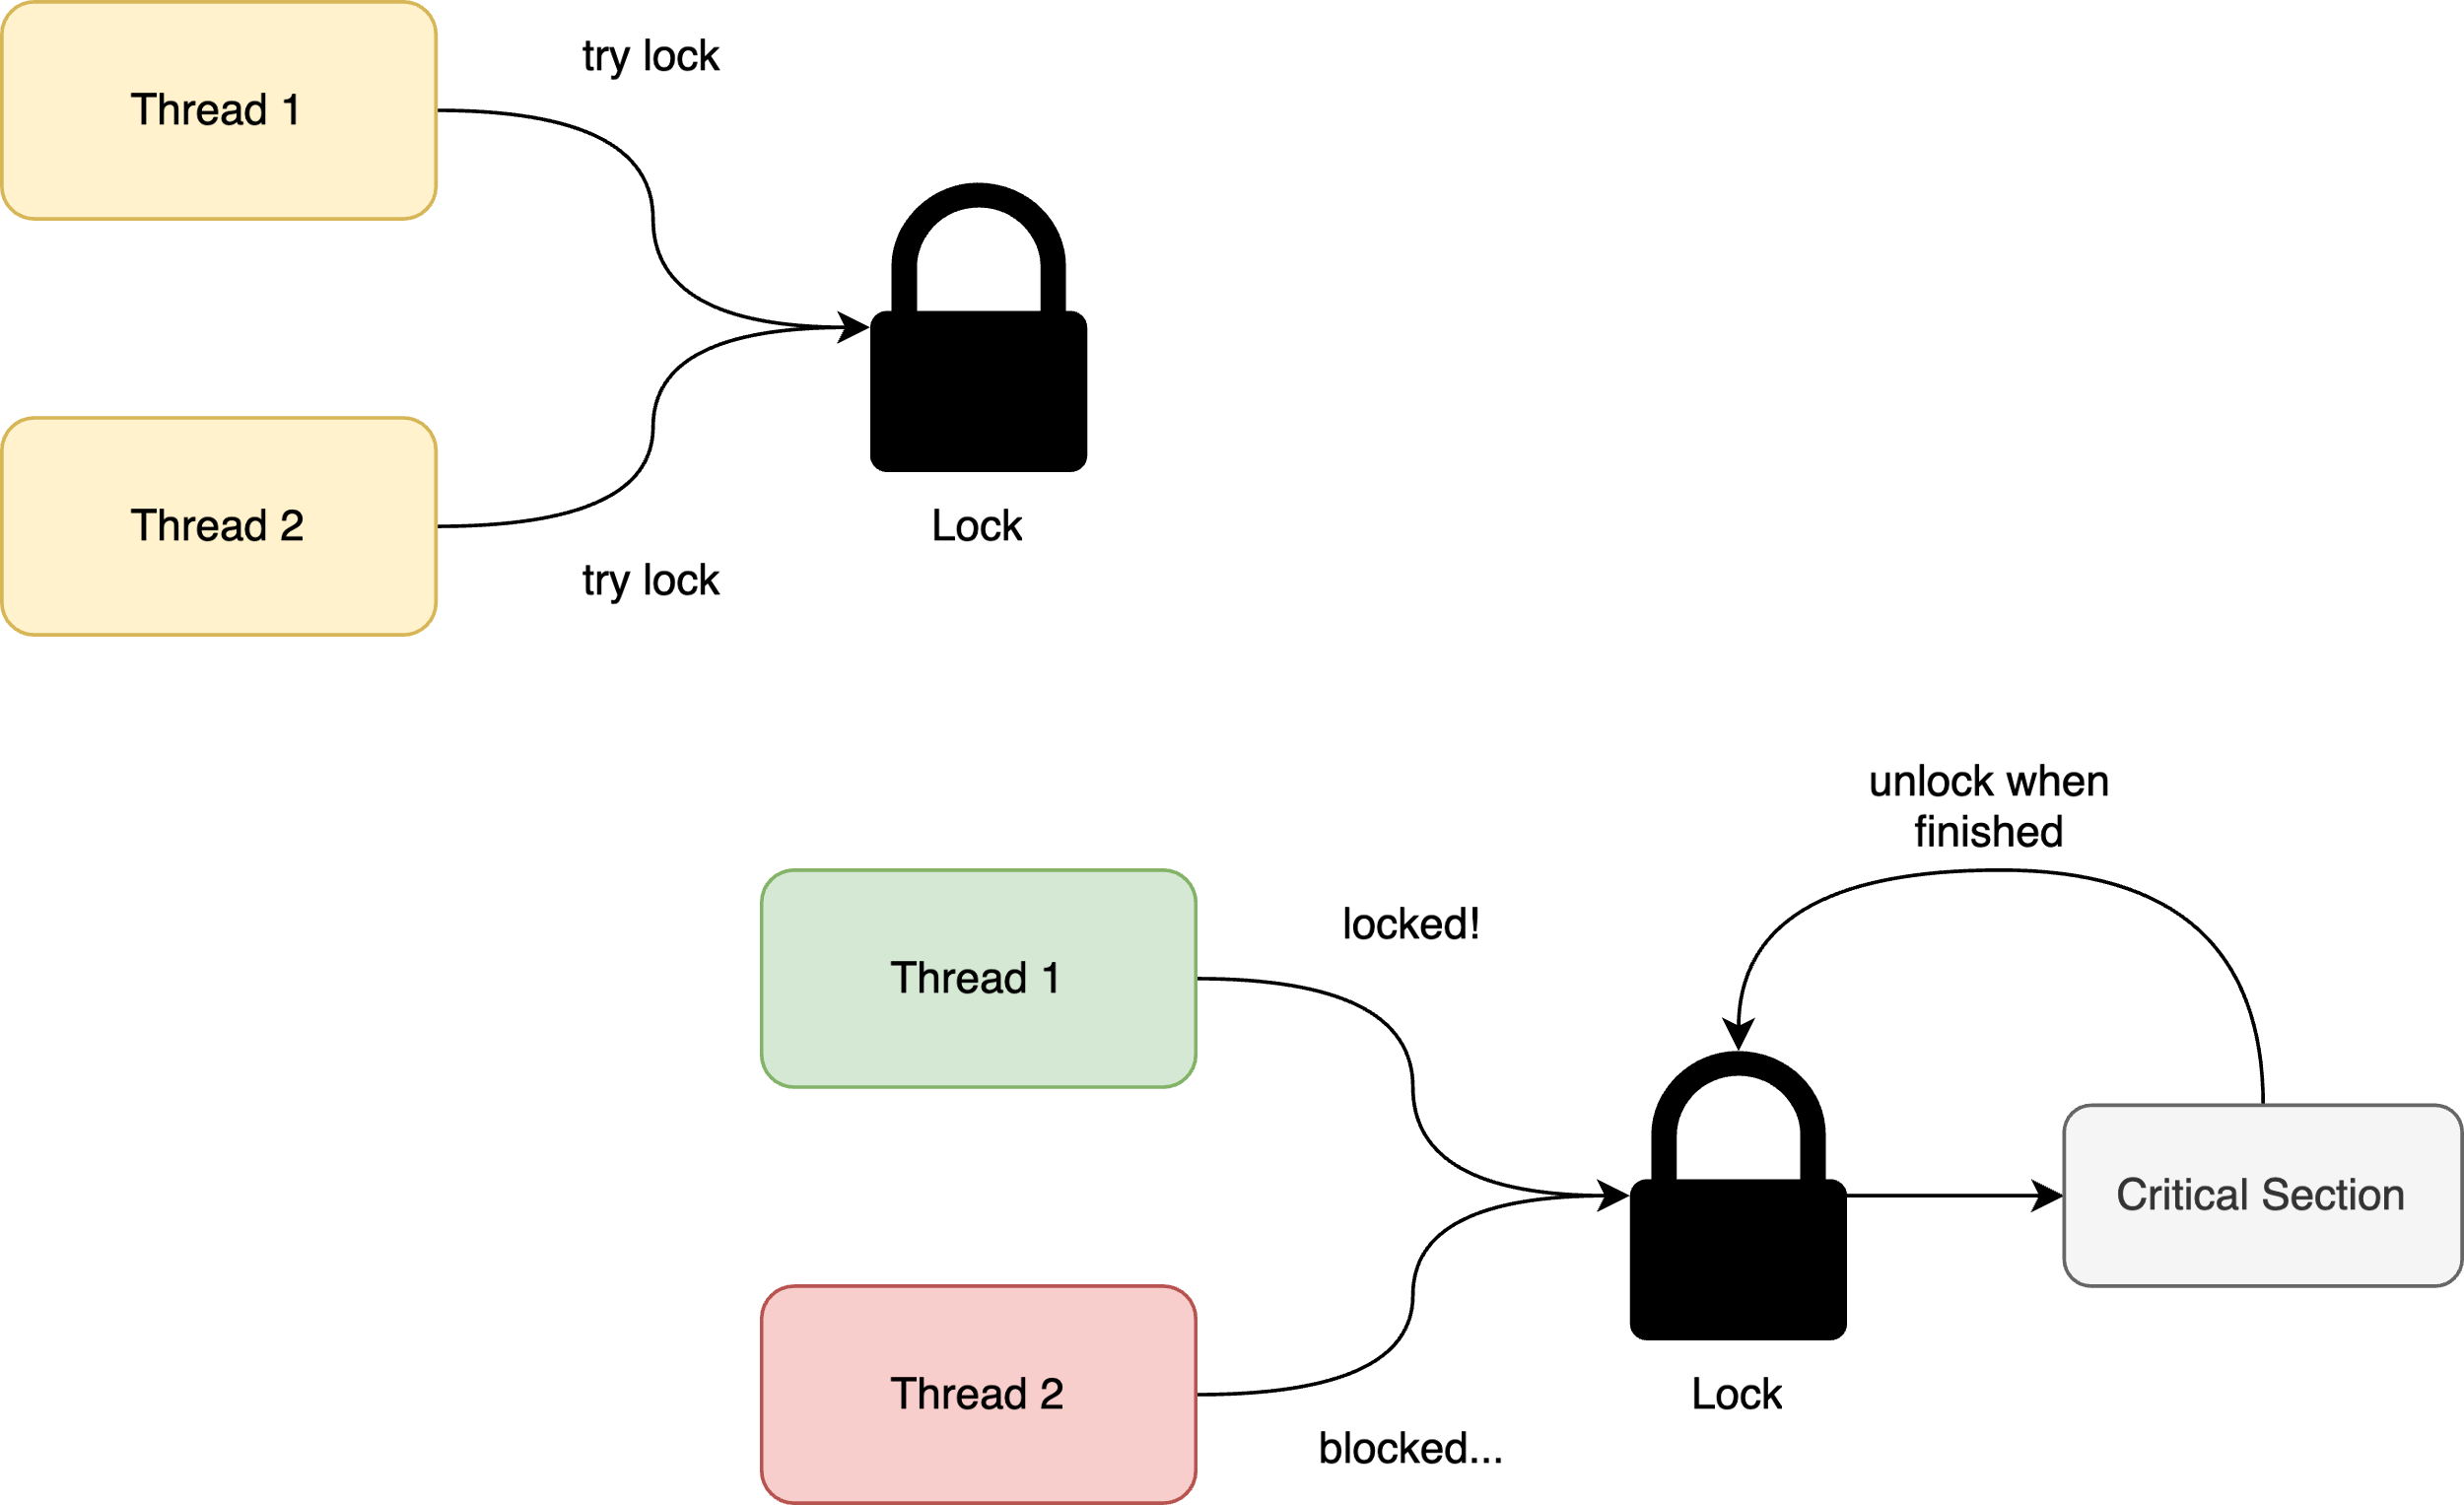 try lock
Thread 1
Thread 2
Lock
try lock
unlock when
finished
locked!
Thread 1
Critical Section
Thread 2
Lock
blocked...